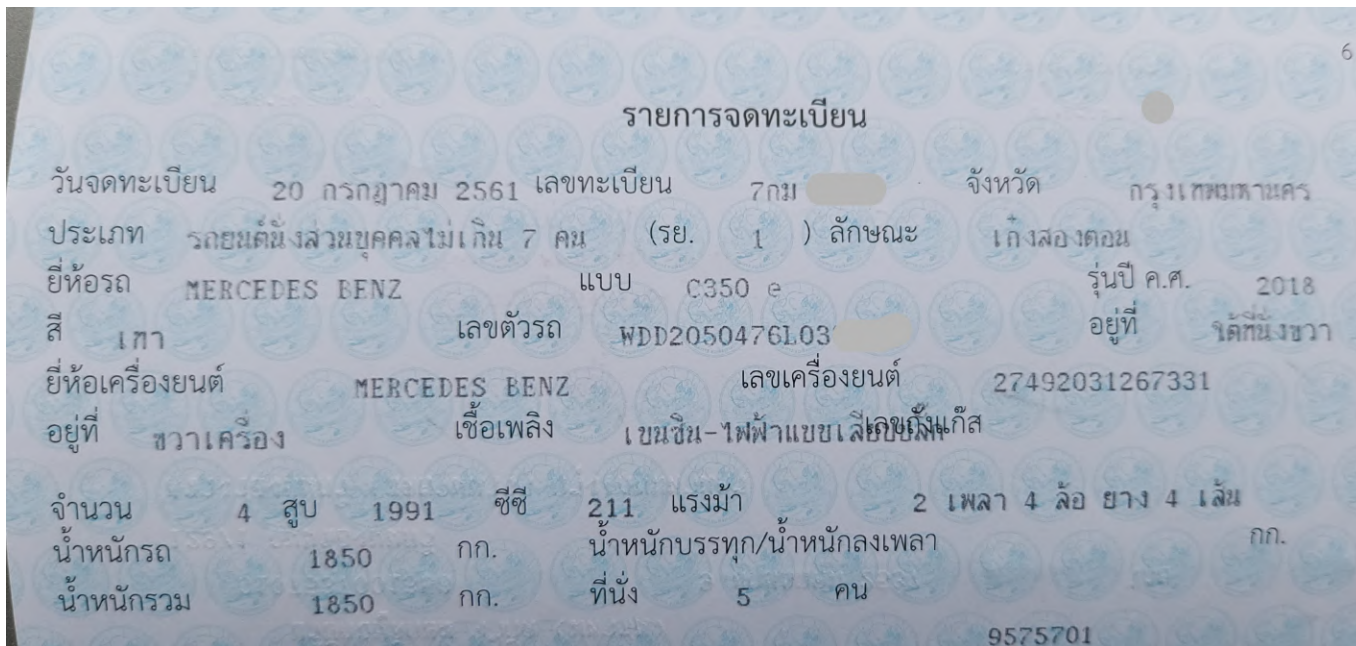 6
รายการจดทะเบียน
วันจดทะเบียน 20 กรกฎาคม 2561 เลขทะเบียน 7กม จังหวัด กรุงเทพมหานคร
ประเภท รถยนต์นั่งส่วนบุคคลไม่เกิน 7 คน (รย. 1 ) ลักษณะ เก๋งสองตอน
ยี่ห้อรถ MERCEDES BENZ แบบ C350 e รุ่นปี ค.ศ. 2018
สี เทา เลขตัวรถ WDD2050476L03 อยู่ที่ ใต้ที่นั่งขวา
ยี่ห้อเครื่องยนต์ MERCEDES BENZ เลขเครื่องยนต์ 27492031267331
อยู่ที่ ขวาเครื่อง เชื้อเพลิง เบนซิน-ไฟฟ้าแบบเสียบปลั๊ก เลขถังแก๊ส
จำนวน 4 สูบ 1991 ซีซี 211 แรงม้า 2 เพลา 4 ล้อ ยาง 4 เส้น
น้ำหนักรถ 1850 กก. น้ำหนักบรรทุก/น้ำหนักลงเพลา กก.
น้ำหนักรวม 1850 กก. ที่นั่ง 5 คน
9575701